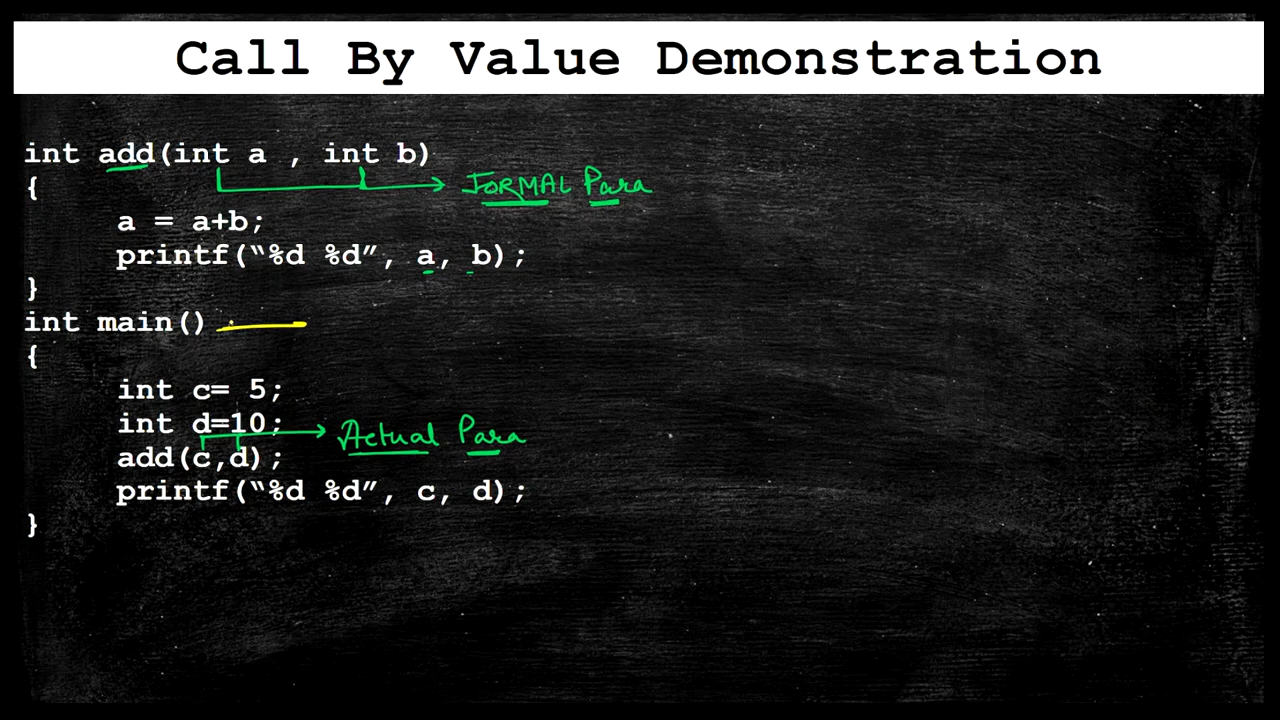 Call By Value Demonstration
int add(int a , int b)
{ FORMAL Para
a = a+b;
printf(“%d %d”, a, b);
}
int main()
{
int c= 5;
int d=10;
Actual Para
add(c,d);
printf(“%d %d”, c, d);
}